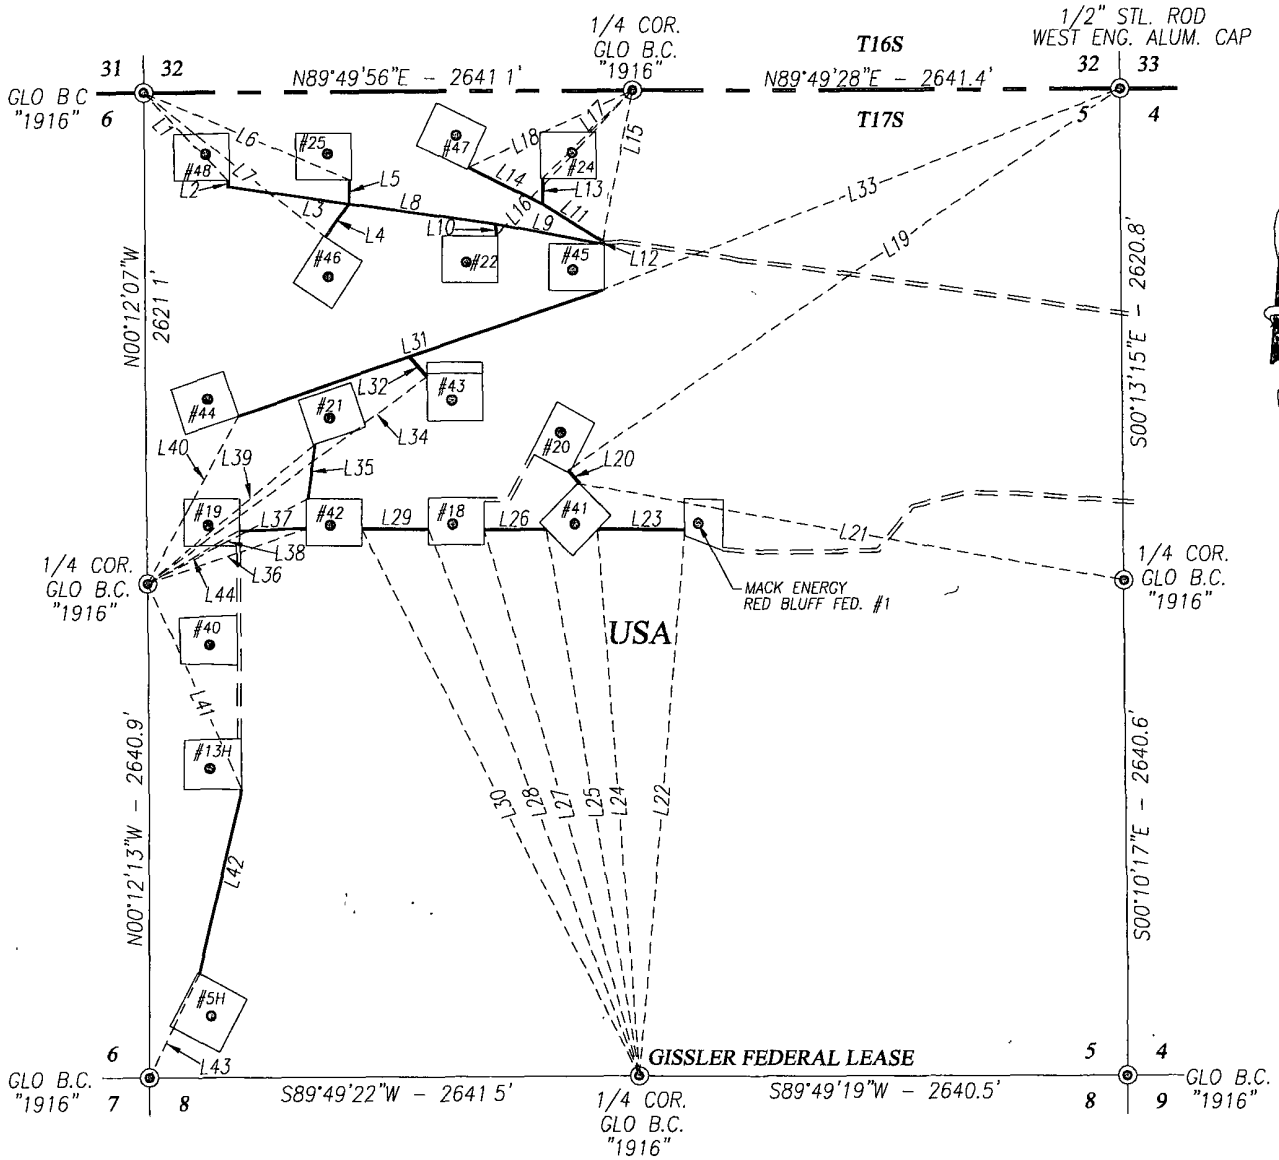 1/4 COR.
GLO B.C.
"1916"
1/2" STL. ROD
WEST ENG. ALUM. CAP
T16S
31 32
N89°49'56"E - 2641 1'
N89°49'28"E - 2641.4'
32 33
GLO B C
"1916"
6
T17S
5 4
L1
L6
L7
#48
#25
#47
L18
L17
L15
#24
L2
L5
L14
L13
L3
L8
L4
L10
L16
L9
L11
L12
#46
#22
#45
L33
L19
N00°12'07"W
2621 1'
S00°13'15"E - 2620.8'
L31
L32
#44
#21
#43
L34
L40
L39
L35
#20
L20
#19
L37
#42
L29
#18
L26
#41
L23
L21
L38
L36
L44
1/4 COR.
GLO B.C.
"1916"
1/4 COR.
GLO B.C.
"1916"
MACK ENERGY
RED BLUFF FED. #1
#40
USA
L41
#13H
N00°12'13"W - 2640.9'
S00°10'17"E - 2640.6'
L30
L28
L27
L25
L24
L22
L42
#5H
L43
6
GLO B.C.
"1916"
7 8
GISSLER FEDERAL LEASE
5 4
S89°49'22"W - 2641 5'
S89°49'19"W - 2640.5'
GLO B.C.
"1916"
8 9
1/4 COR.
GLO B.C.
"1916"